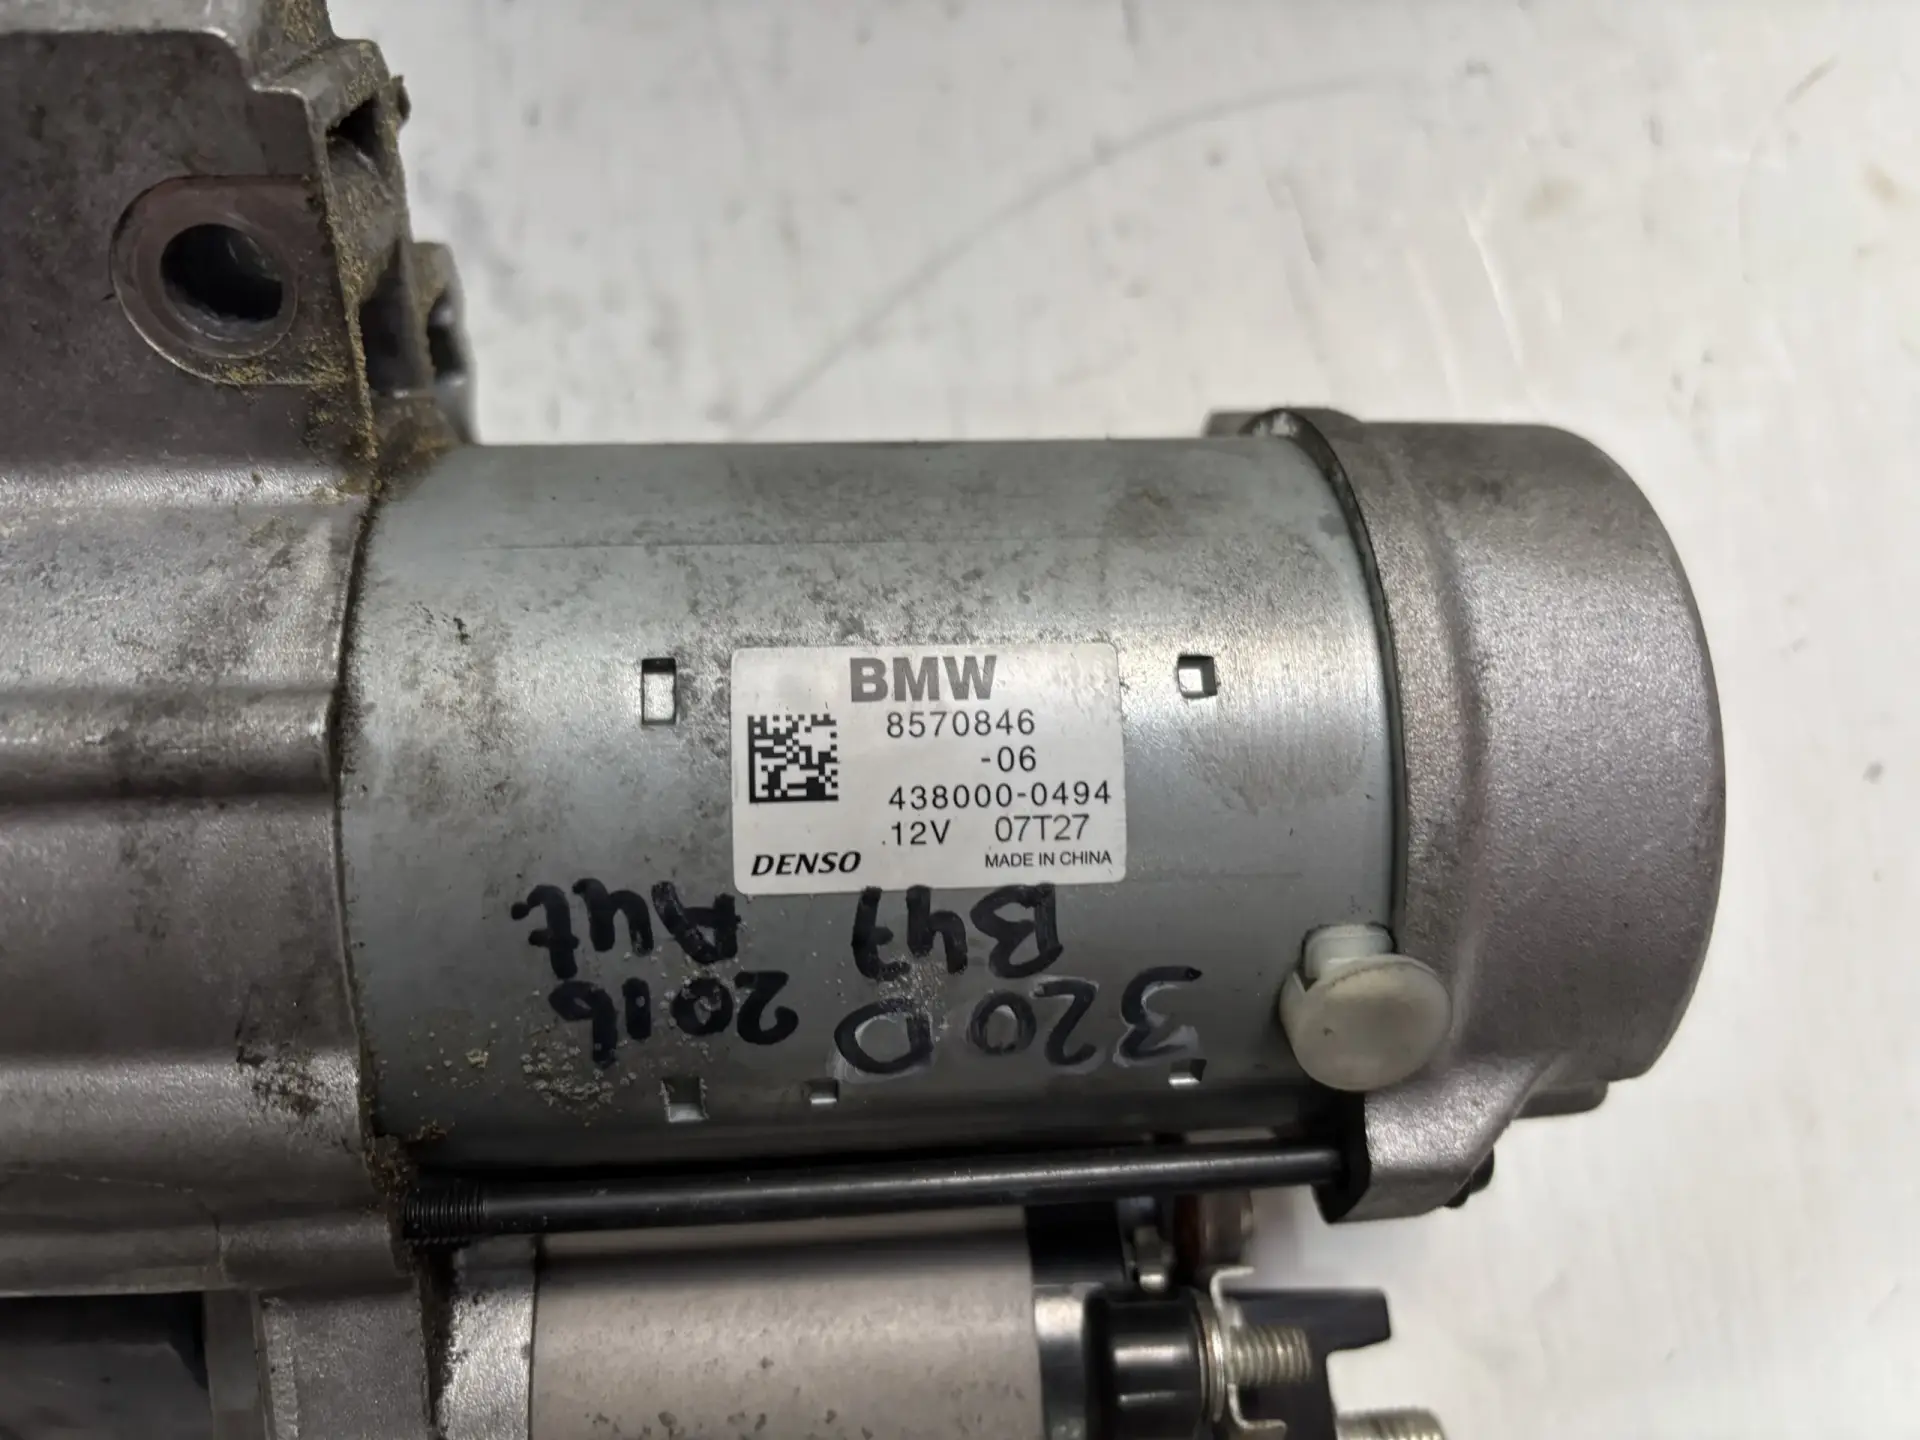 BMW
8570846
-06
438000-0494
.12V 07T27
DENSO MADE IN CHINA
320D 2016
B47 Aut